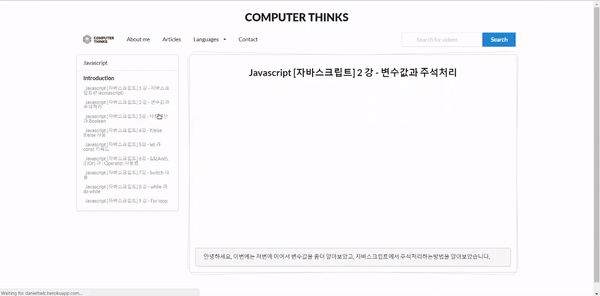 COMPUTER THINKS
COMPUTER
THINKS
About me
Articles
Languages
Contact
Search for videos
Search
Javascript
Introduction
Javascript [자바스크립트] 1 강 - 자바스
크립트란 (Javascript)
Javascript [자바스크립트] 2 강 - 변수값과
주석처리
Javascript [자바스크립트] 3강 -
과 Boolean
Javascript [자바스크립트] 4강 - if/else
if/else 사용
Javascript [자바스크립트] 5강 - let 과
const 키워드
Javascript [자바스크립트] 6강 - &&(And),
|| (Or) 과 ! Operator 사용법
Javascript [자바스크립트] 7강 - Switch 사
용
Javascript [자바스크립트] 8 강 - while 과
do while
Javascript [자바스크립트] 9 강 - For loop
Javascript [자바스크립트] 2 강 - 변수값과 주석처리
안녕하세요, 이번에는 저번에 이어서 변수값을 좀더 알아보았고, 자바스크립트에서 주석처리하는방법을 알아보았습니다.
Waiting for danieltwlc.herokuapp.com...